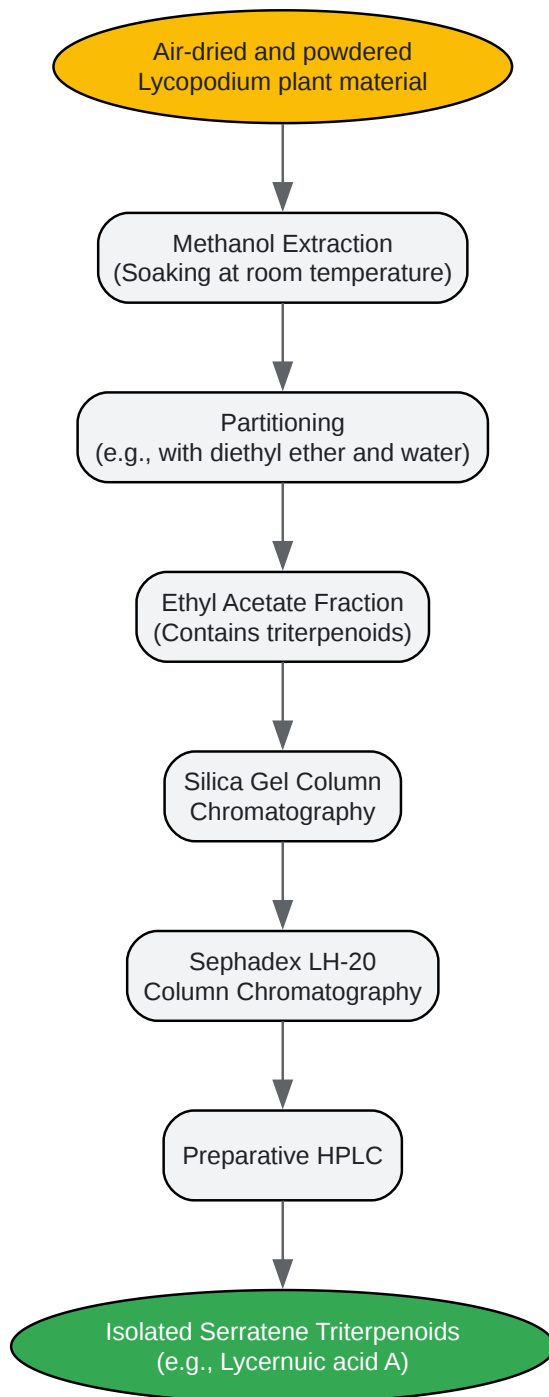 Air-dried and powdered
Lycopodium plant material
Methanol Extraction
(Soaking at room temperature)
Partitioning
(e.g., with diethyl ether and water)
Ethyl Acetate Fraction
(Contains triterpenoids)
Silica Gel Column
Chromatography
Sephadex LH-20
Column Chromatography
Preparative HPLC
Isolated Serratene Triterpenoids
(e.g., Lycernuic acid A)